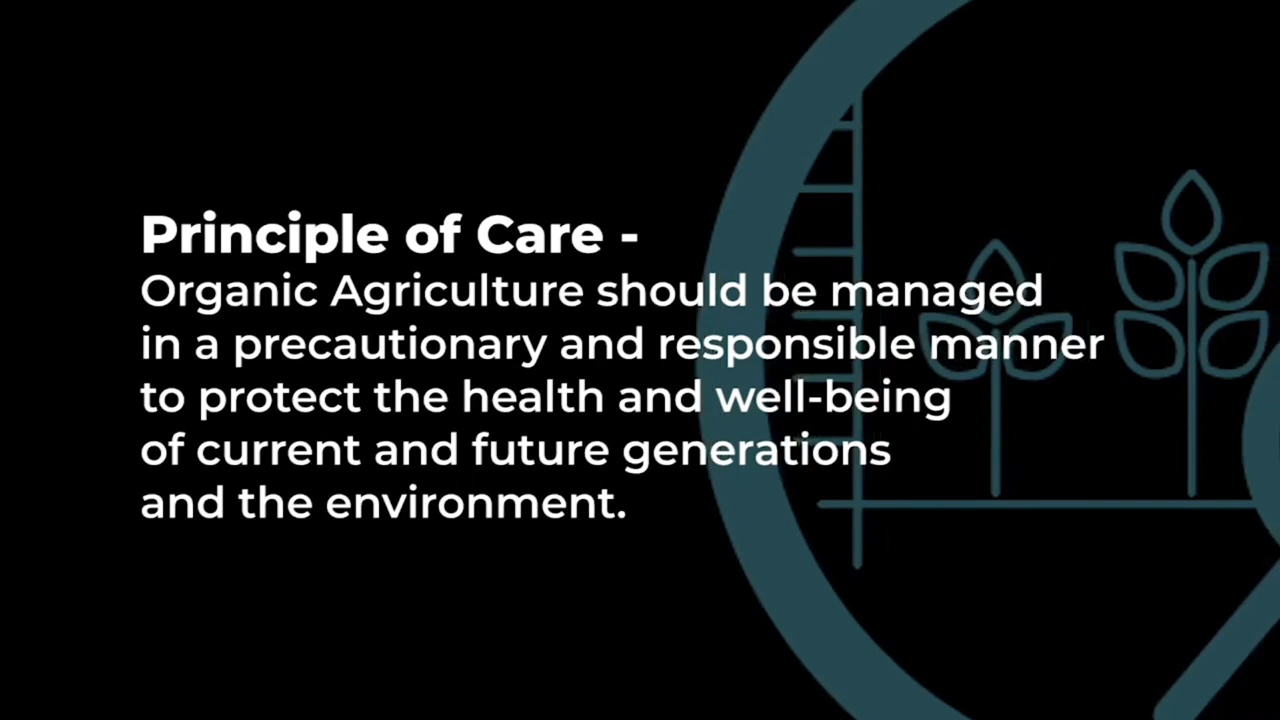 Principle of Care -
Organic Agriculture should be managed
in a precautionary and responsible manner
to protect the health and well-being
of current and future generations
and the environment.